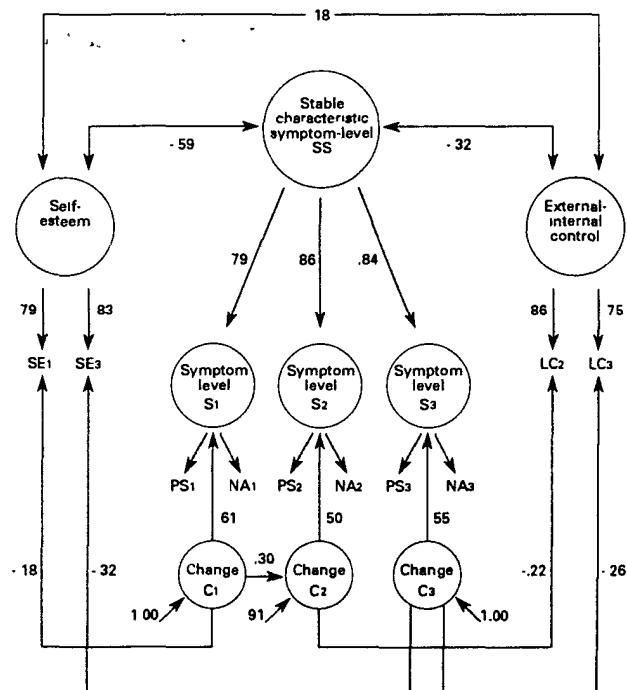 18
Stable
characteristic
symptom-level
SS
- 59
- 32
Self-
esteem
External-
internal
control
79
83
79
86
.84
86
75
SE1
SE3
LC2
LC3
Symptom
level
S1
Symptom
level
S2
Symptom
level
S3
PS1
NA1
PS2
NA2
PS3
NA3
61
50
55
- 18
- 32
Change
C1
.30
Change
C2
Change
C3
-.22
- 26
1 00
91
1.00